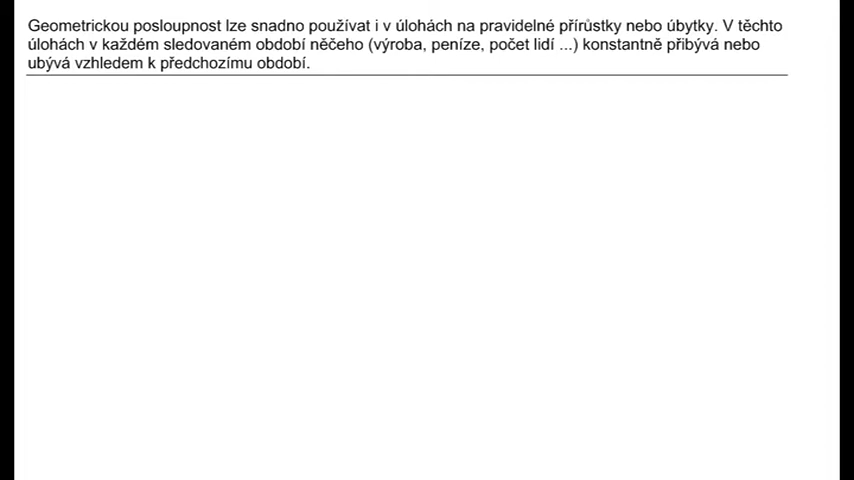 Geometrickou posloupnost lze snadno používat i v úlohách na pravidelné přírůstky nebo úbytky. V těchto
úlohách v každém sledovaném období něčeho (výroba, peníze, počet lidí ...) konstantně přibývá nebo
ubývá vzhledem k předchozímu období.